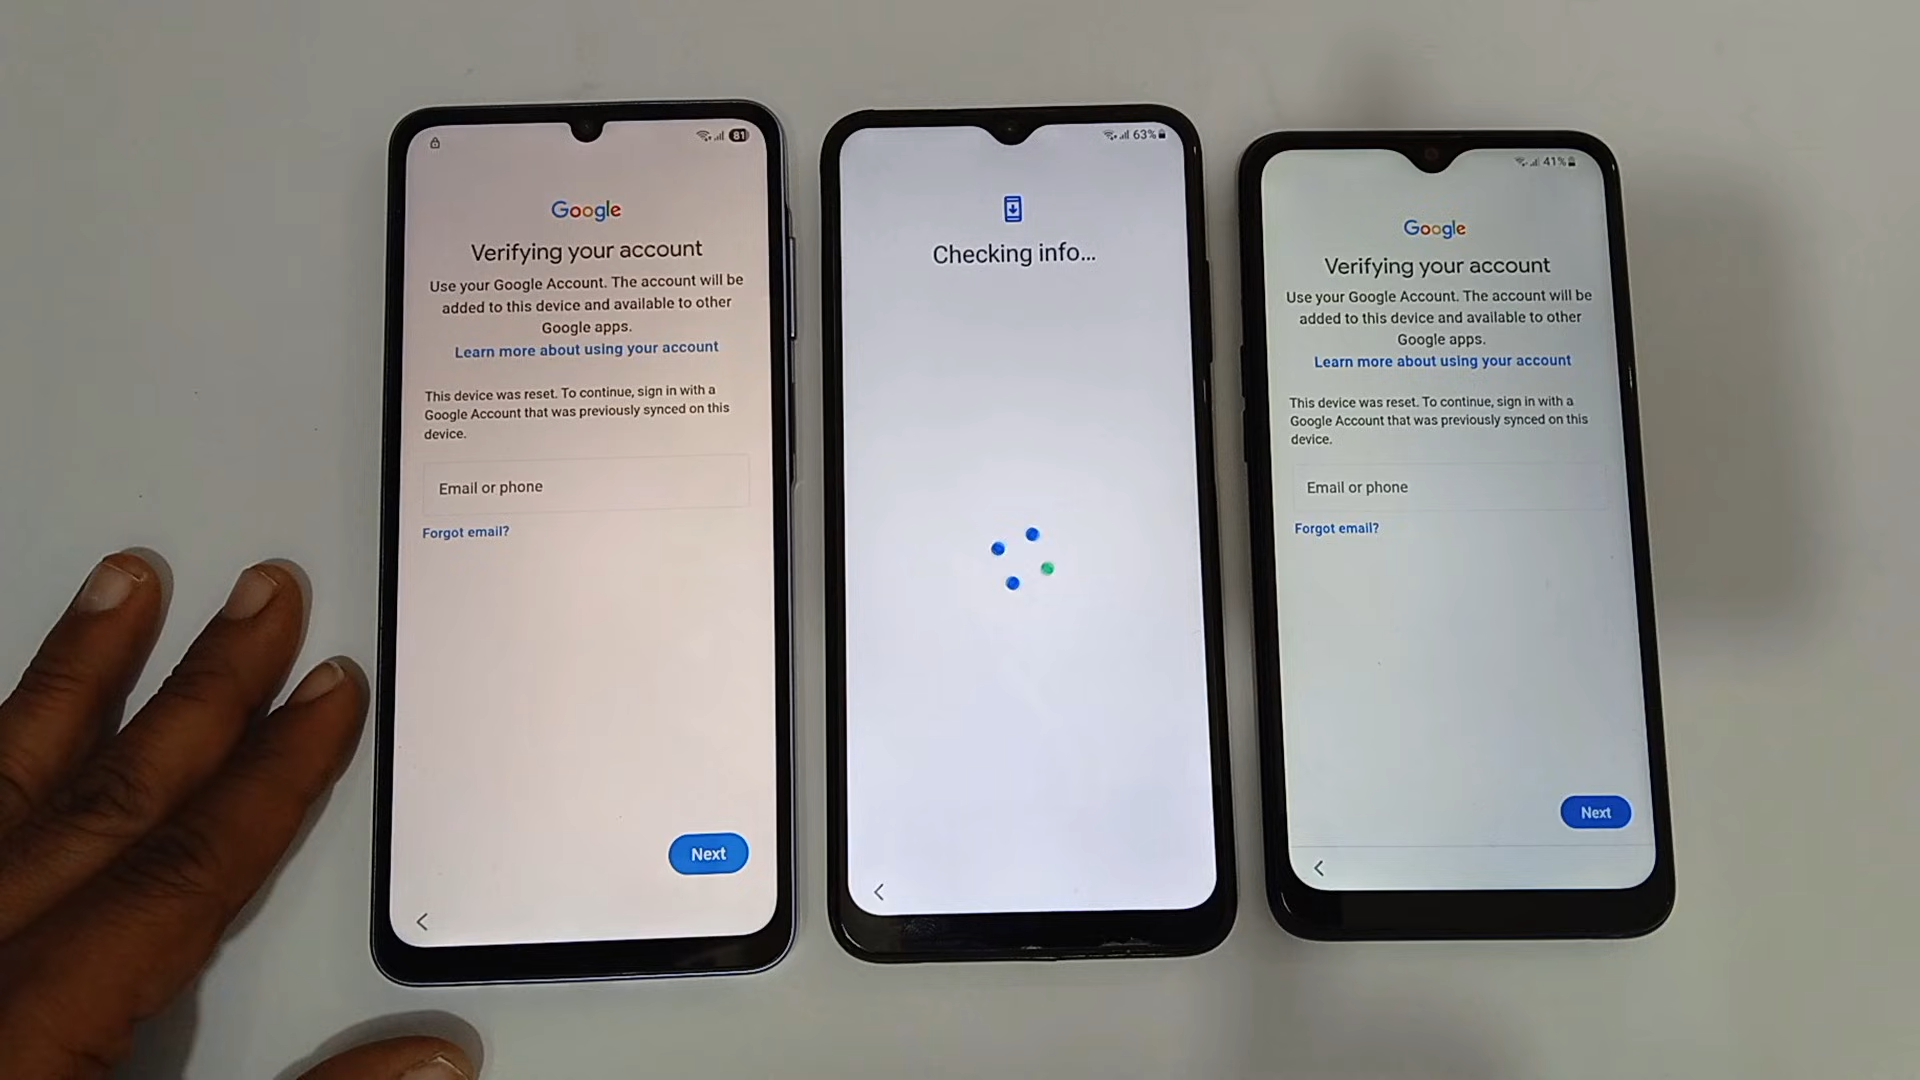 81
Google
Verifying your account
Use your Google Account. The account will be
added to this device and available to other
Google apps.
Learn more about using your account
This device was reset. To continue, sign in with a
Google Account that was previously synced on this
device.
Email or phone
Forgot email?
Next
63%
Checking info...
41%
Google
Verifying your account
Use your Google Account. The account will be
added to this device and available to other
Google apps.
Learn more about using your account
This device was reset. To continue, sign in with a
Google Account that was previously synced on this
device.
Email or phone
Forgot email?
Next